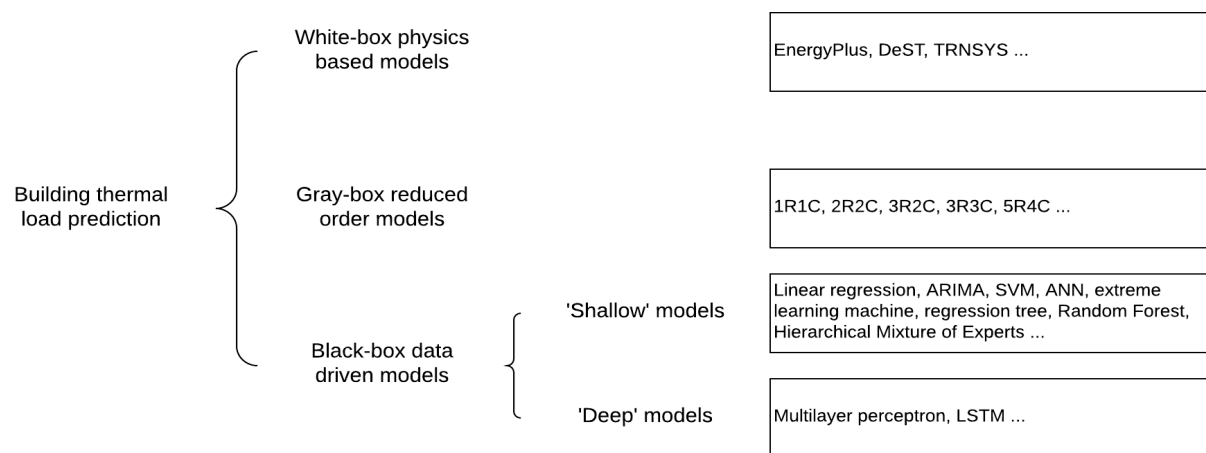 White-box physics
based models
EnergyPlus, DeST, TRNSYS ...
Building thermal
load prediction
Gray-box reduced
order models
1R1C, 2R2C, 3R2C, 3R3C, 5R4C ...
Black-box data
driven models
'Shallow' models
Linear regression, ARIMA, SVM, ANN, extreme
learning machine, regression tree, Random Forest,
Hierarchical Mixture of Experts ...
'Deep' models
Multilayer perceptron, LSTM ...